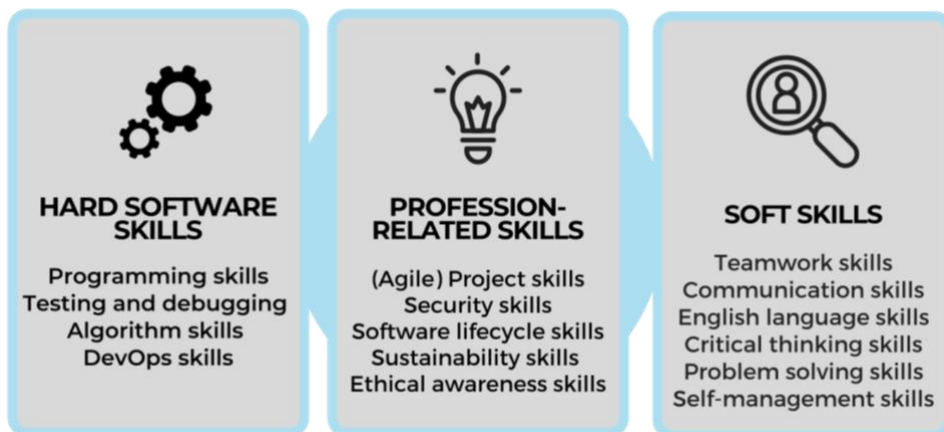 HARD SOFTWARE
SKILLS
Programming skills
Testing and debugging
Algorithm skills
DevOps skills
PROFESSION-
RELATED SKILLS
(Agile) Project skills
Security skills
Software lifecycle skills
Sustainability skills
Ethical awareness skills
SOFT SKILLS
Teamwork skills
Communication skills
English language skills
Critical thinking skills
Problem solving skills
Self-management skills